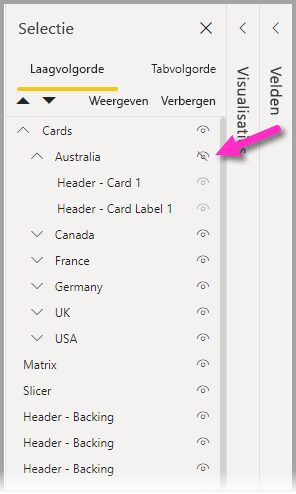 Selectie
Laagvolgorde Tabvolgorde
Weergeven Verbergen
Cards
Australia
Header - Card 1
Header - Card Label 1
Canada
France
Germany
UK
USA
Matrix
Slicer
Header - Backing
Header - Backing
Header - Backing
Velden